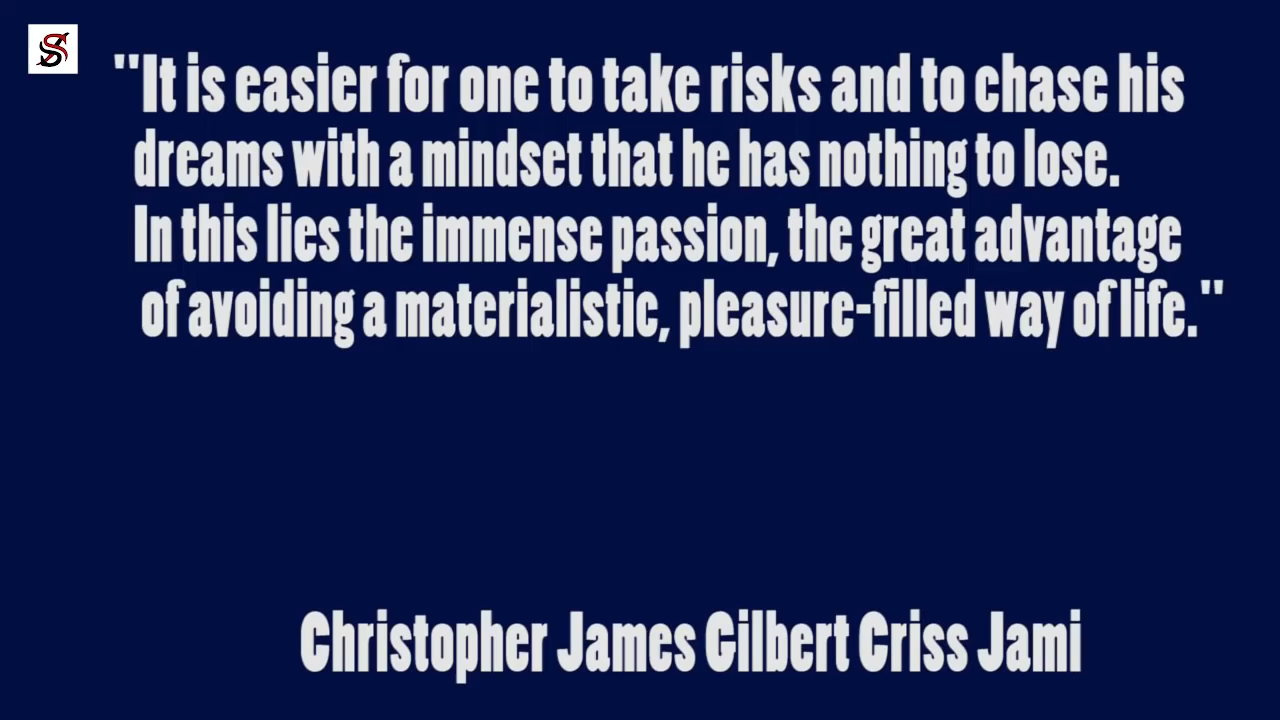 "It is easier for one to take risks and to chase his
dreams with a mindset that he has nothing to lose.
In this lies the immense passion, the great advantage
of avoiding a materialistic, pleasure-filled way of life."
Christopher James Gilbert Criss Jami